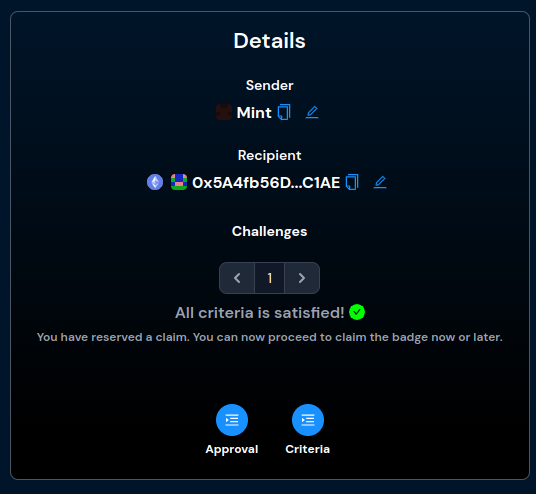 Details
Sender
Mint
Recipient
0x5A4fb56D...C1AE
Challenges
1
All criteria is satisfied!
You have reserved a claim. You can now proceed to claim the badge now or later.
Approval Criteria